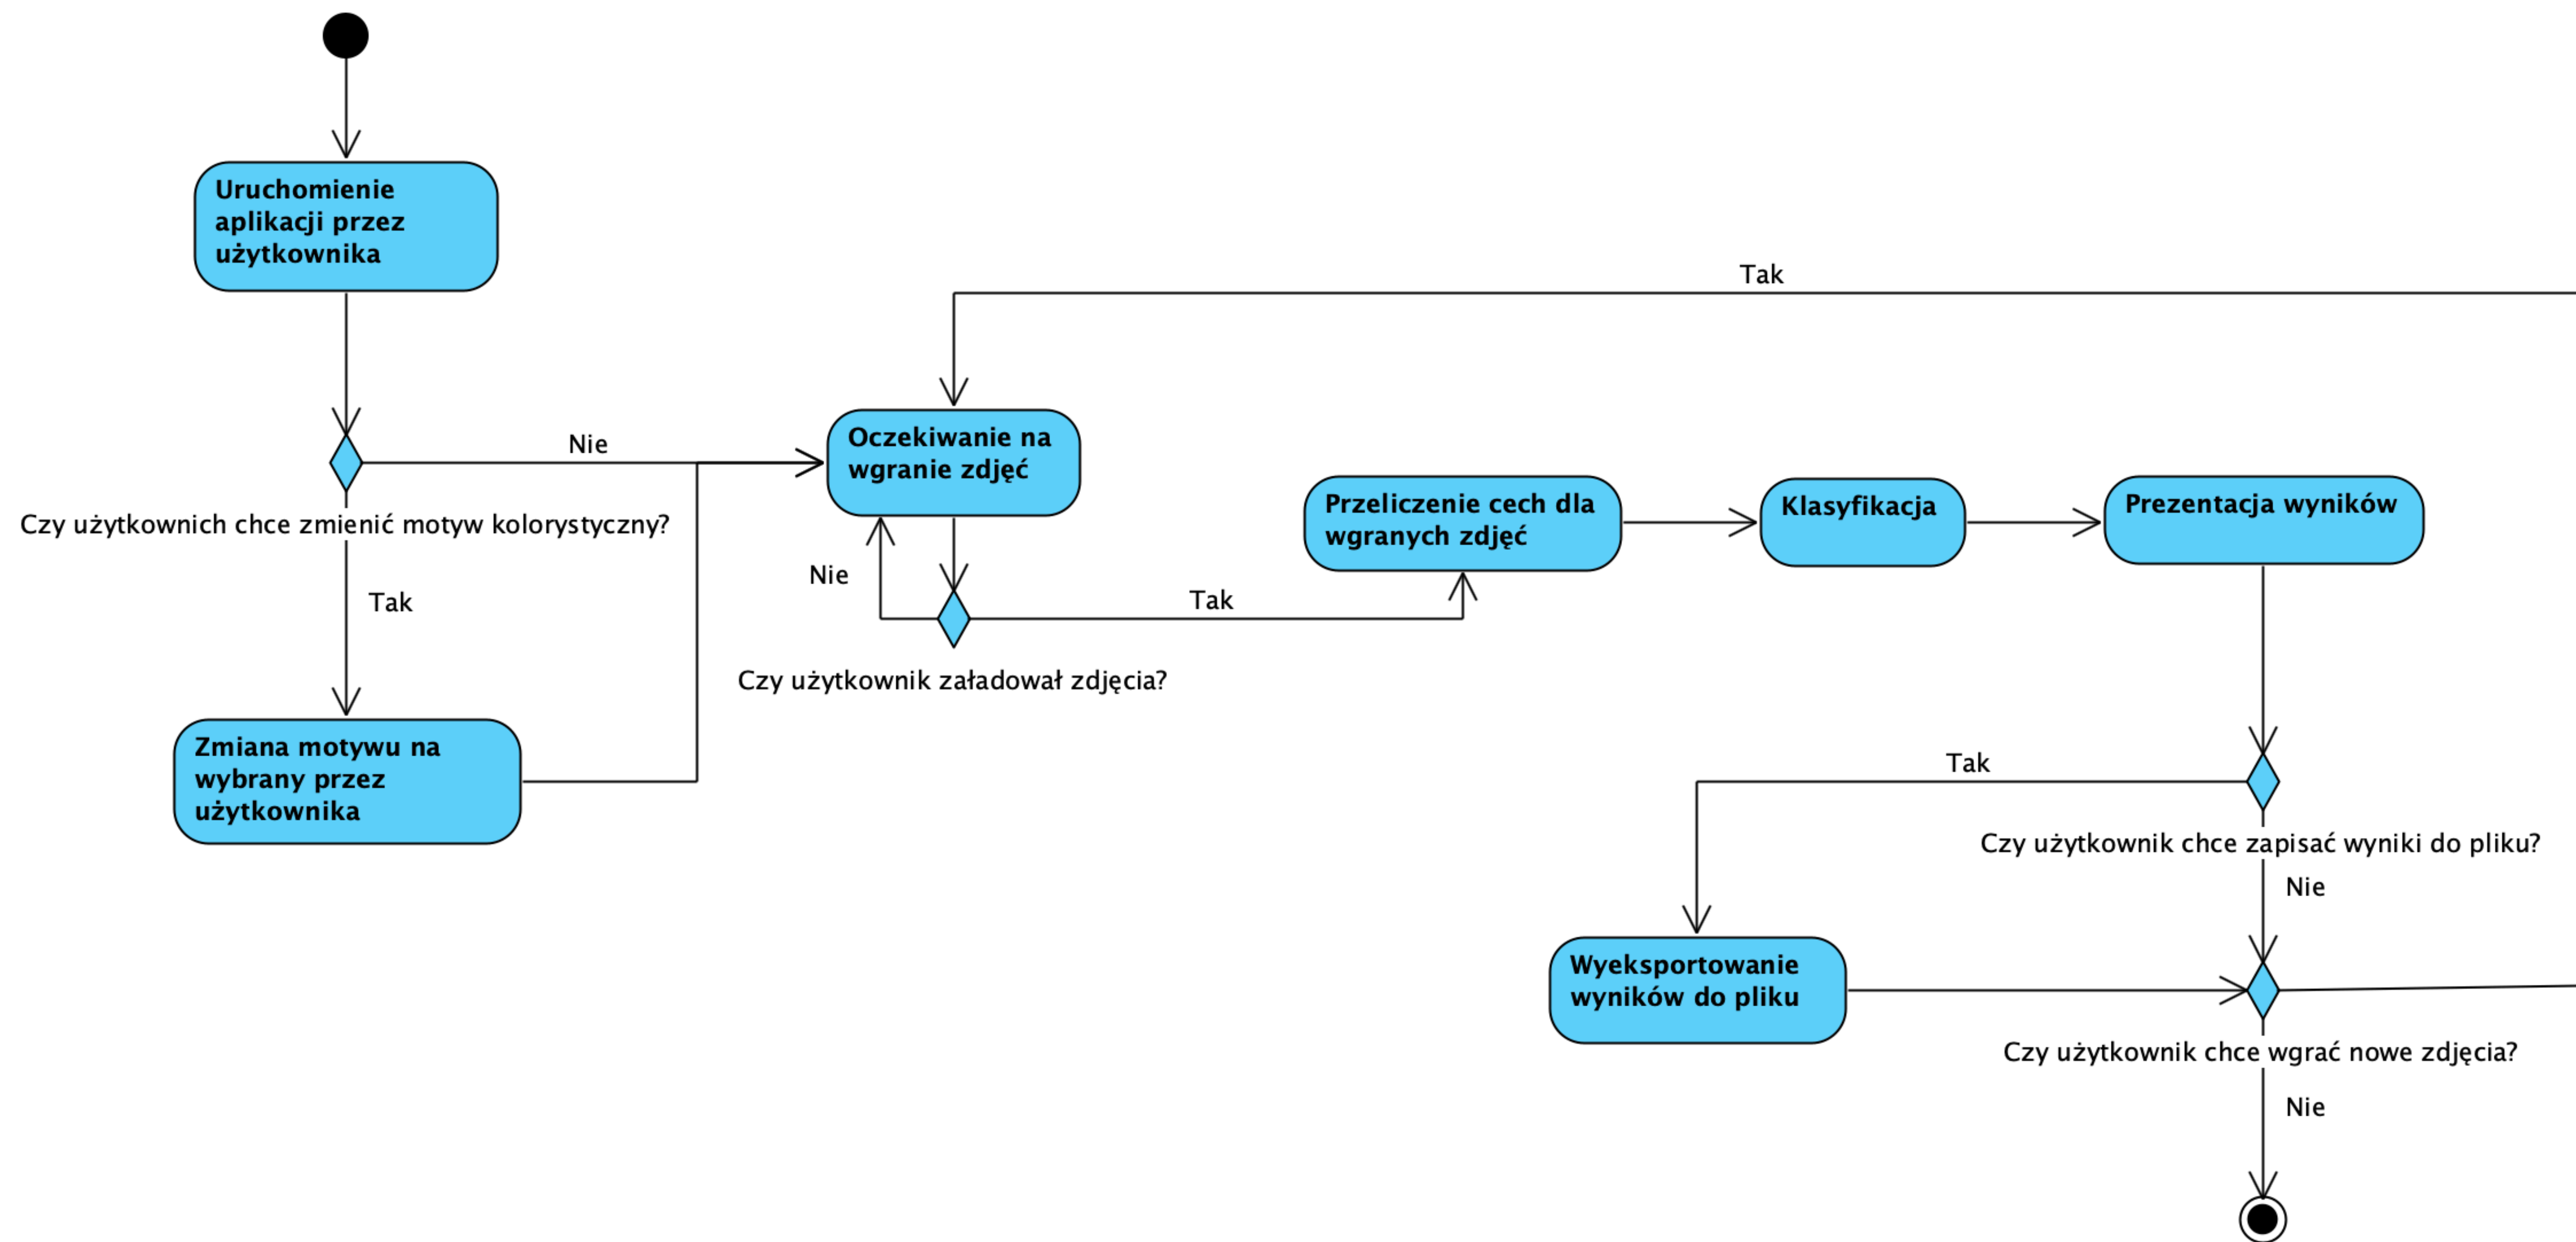 Uruchomienie
aplikacji przez
użytkownika
Nie
Czy użytkownich chce zmienić motyw kolorystyczny?
Tak
Zmiana motywu na
wybrany przez
użytkownika
Tak
Oczekiwanie na
wgranie zdjęć
Nie
Tak
Czy użytkownik załadował zdjęcia?
Przeliczenie cech dla
wgranych zdjęć
Klasyfikacja
Prezentacja wyników
Tak
Czy użytkownik chce zapisać wyniki do pliku?
Nie
Wyeksportowanie
wyników do pliku
Czy użytkownik chce wgrać nowe zdjęcia?
Nie